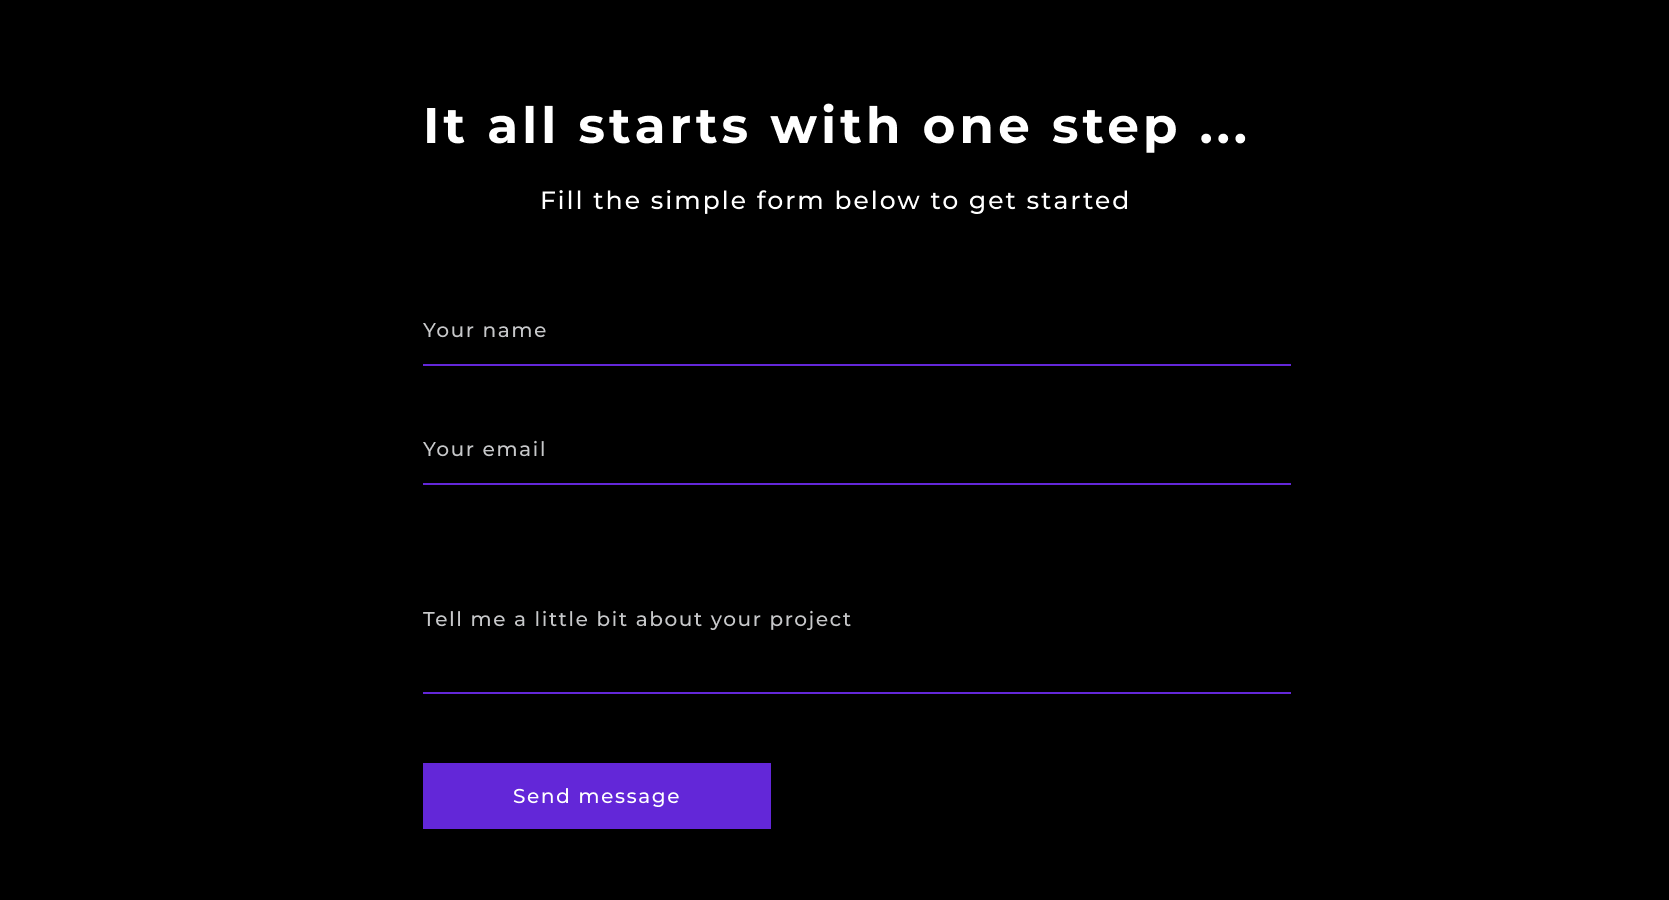 It all starts with one step ...
Fill the simple form below to get started
Your name
Your email
Tell me a little bit about your project
Send message